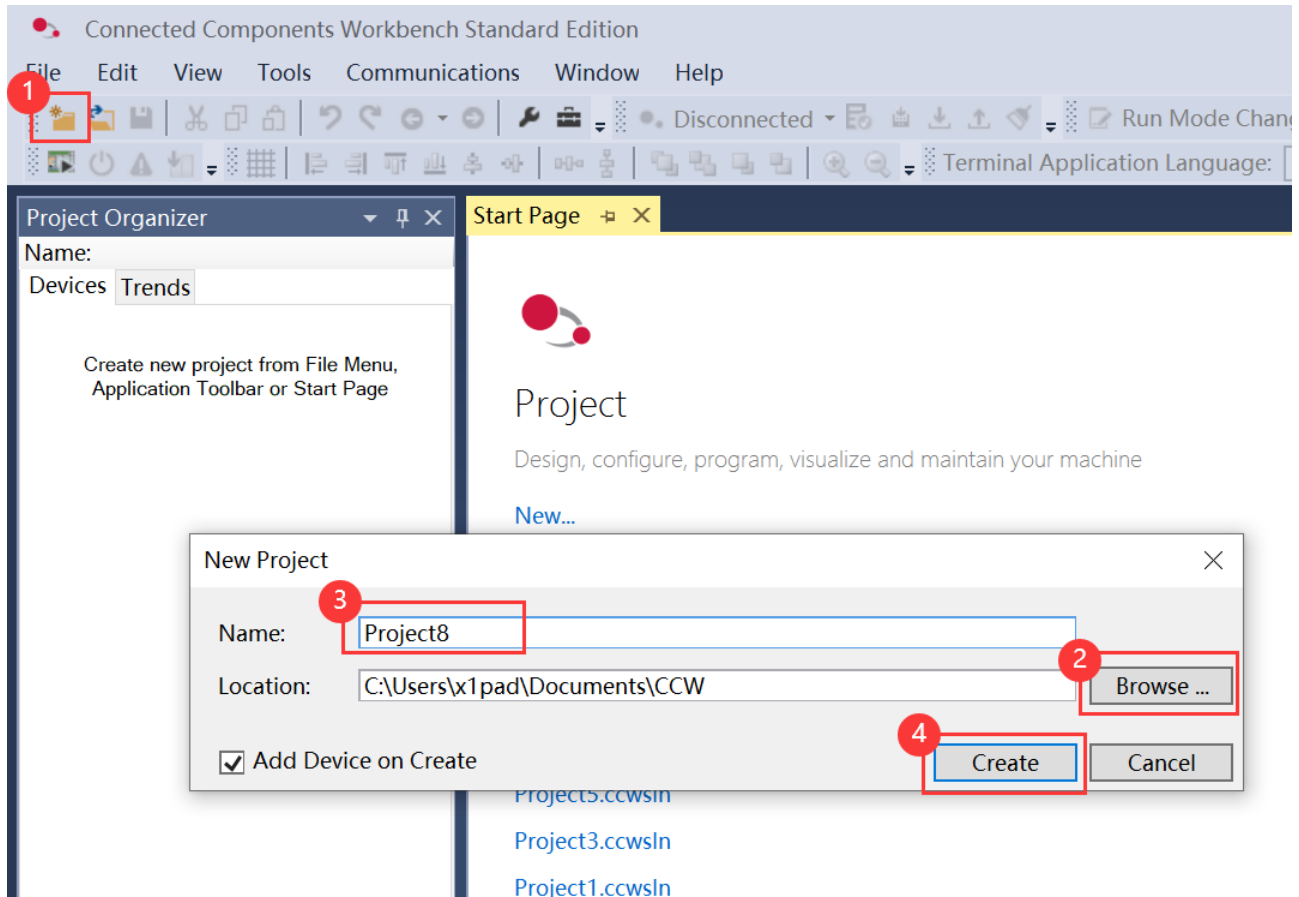 Connected Components Workbench Standard Edition
File Edit View Tools Communications Window Help
1
Disconnected Run Mode Chang
Terminal Application Language:
Project Organizer
Start Page
Name:
Devices Trends
Create new project from File Menu,
Application Toolbar or Start Page
Project
Design, configure, program, visualize and maintain your machine
New...
New Project
3
Name: Project8
2
Location: C:\Users\x1pad\Documents\CCW Browse ...
4
Add Device on Create Create Cancel
Project5.ccwsln
Project3.ccwsln
Project1.ccwsln